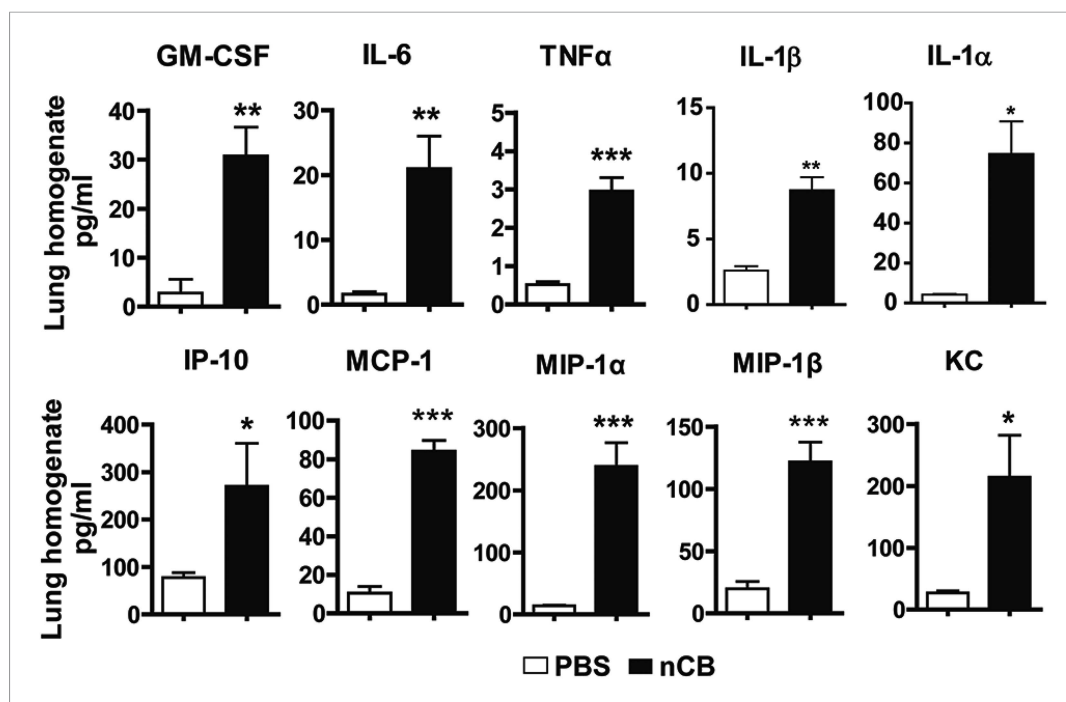 GM-CSF IL-6 TNFα IL-1β IL-1α
Lung homogenate
pg/ml
40 30 20 10 0 **
30 20 10 0 **
5 4 3 2 1 0 ***
15 10 5 0 **
100 80 60 40 20 0 *
IP-10 MCP-1 MIP-1α MIP-1β KC
Lung homogenate
pg/ml
400 300 200 100 0 *
100 80 60 40 20 0 ***
300 200 100 0 ***
150 100 50 0 ***
300 200 100 0 *
PBS nCB